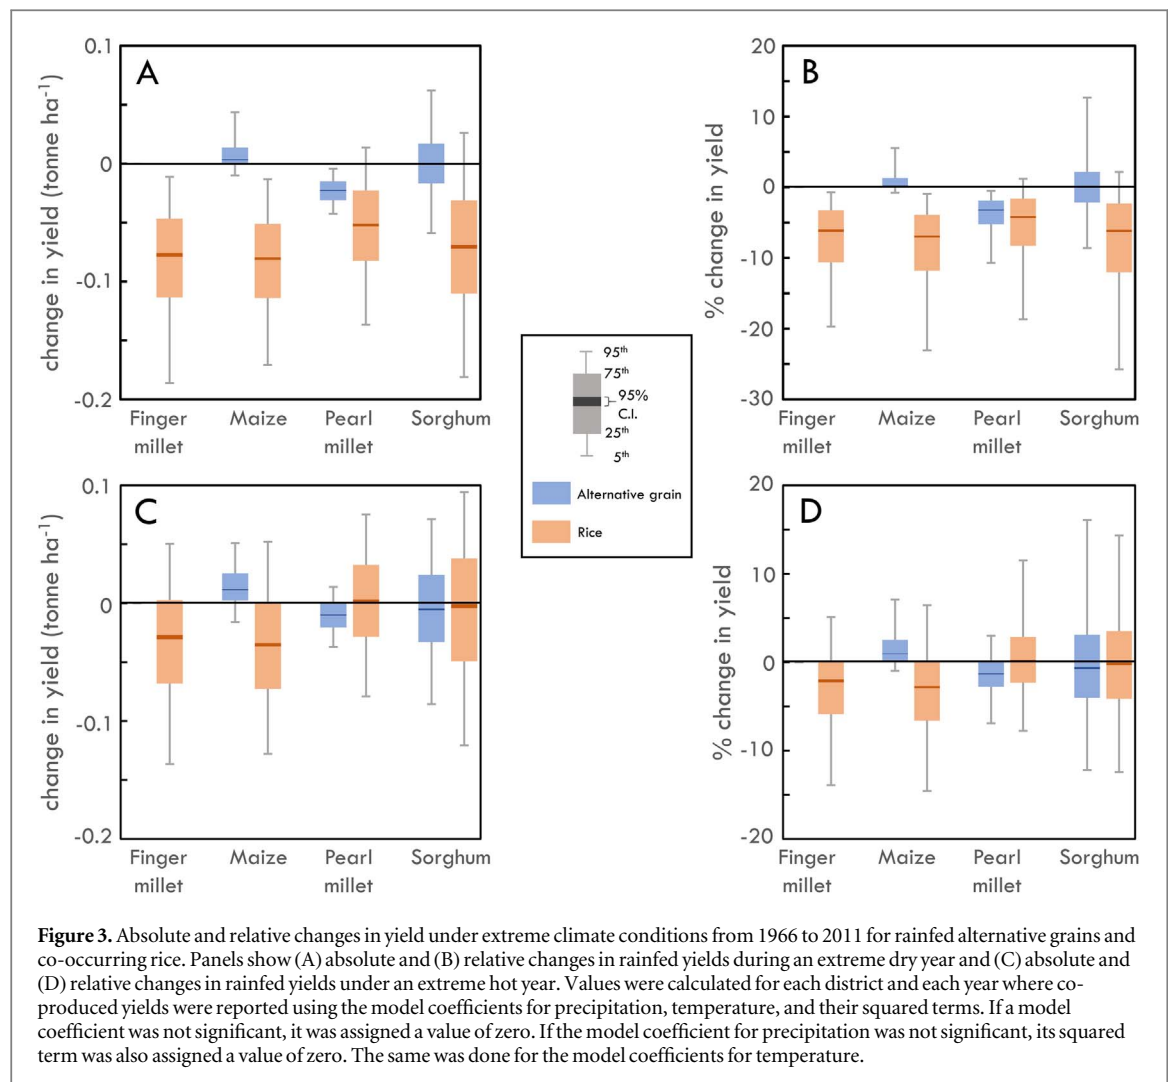 A
0.1
0
-0.1
-0.2
change in yield (tonne ha-1)
Finger millet
Maize
Pearl millet
Sorghum
B
20
10
0
-10
-20
-30
% change in yield
Finger millet
Maize
Pearl millet
Sorghum
95th
75th
95% C.I.
25th
5th
Alternative grain
Rice
C
0.1
0
-0.1
-0.2
change in yield (tonne ha-1)
Finger millet
Maize
Pearl millet
Sorghum
D
20
10
0
-10
-20
% change in yield
Finger millet
Maize
Pearl millet
Sorghum
Figure 3. Absolute and relative changes in yield under extreme climate conditions from 1966 to 2011 for rainfed alternative grains and
co-occurring rice. Panels show (A) absolute and (B) relative changes in rainfed yields during an extreme dry year and (C) absolute and
(D) relative changes in rainfed yields under an extreme hot year. Values were calculated for each district and each year where co-
produced yields were reported using the model coefficients for precipitation, temperature, and their squared terms. If a model
coefficient was not significant, it was assigned a value of zero. If the model coefficient for precipitation was not significant, its squared
term was also assigned a value of zero. The same was done for the model coefficients for temperature.